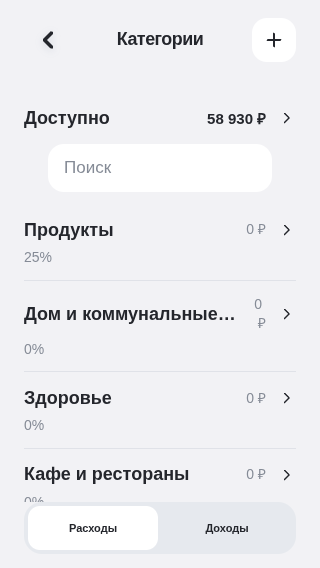 Категории
Доступно 58 930 ₽
Поиск
Продукты 0 ₽
25%
Дом и коммунальные… 0 ₽
0%
Здоровье 0 ₽
0%
Кафе и рестораны 0 ₽
0%
Расходы Доходы